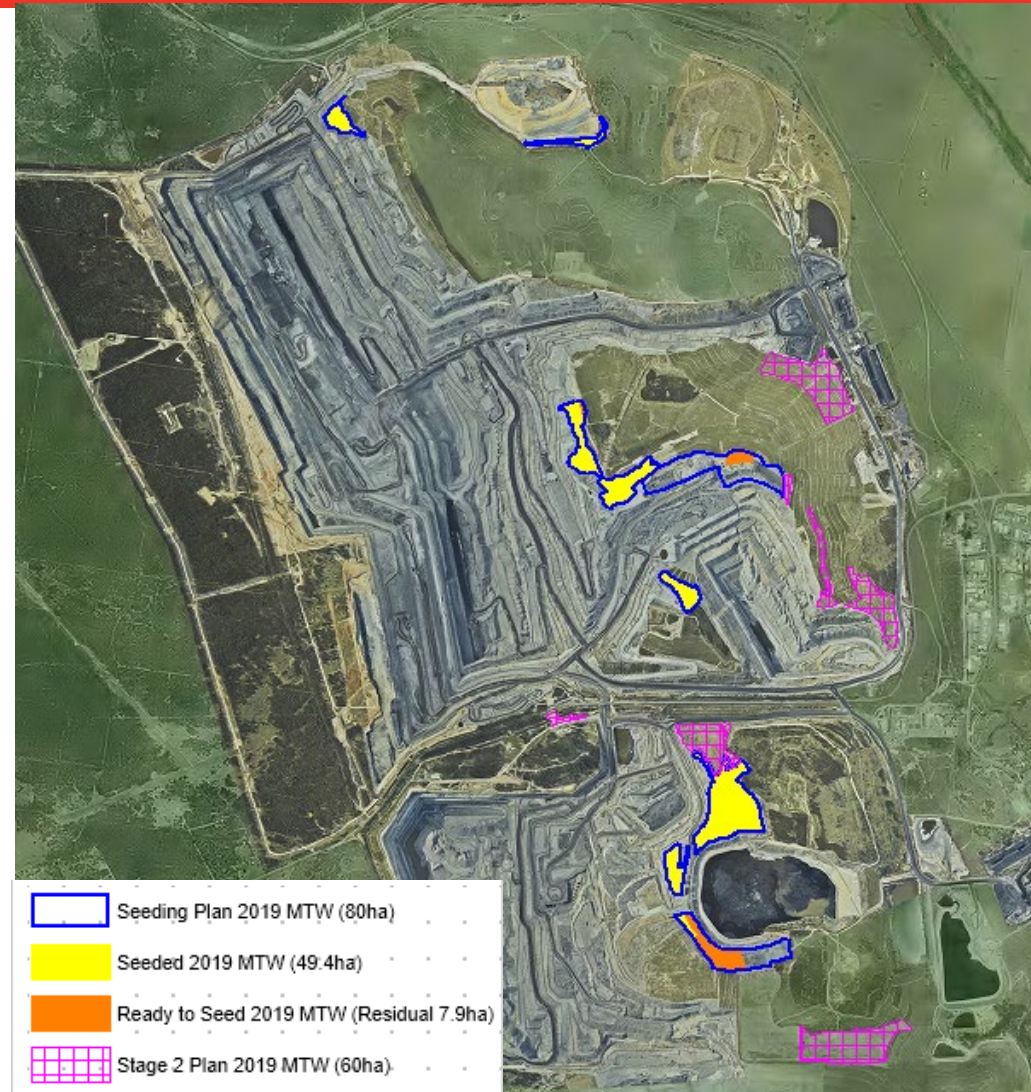 Seeding Plan 2019 MTW (80ha)
Seeded 2019 MTW (49.4ha)
Ready to Seed 2019 MTW (Residual 7.9ha)
Stage 2 Plan 2019 MTW (60ha)